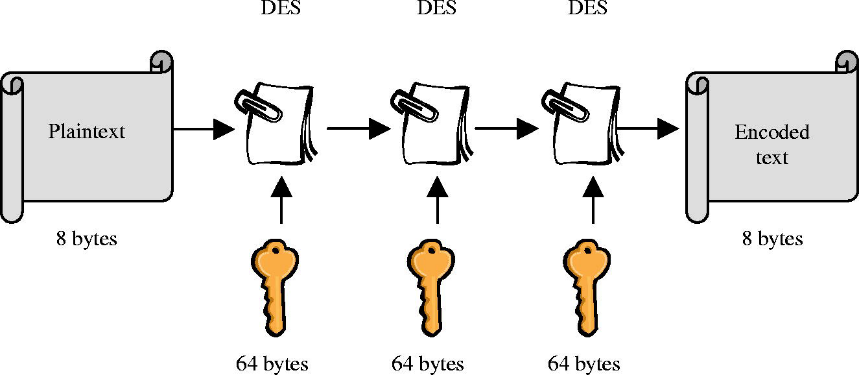 DES DES DES
Plaintext
Encoded
text
8 bytes
8 bytes
64 bytes 64 bytes 64 bytes